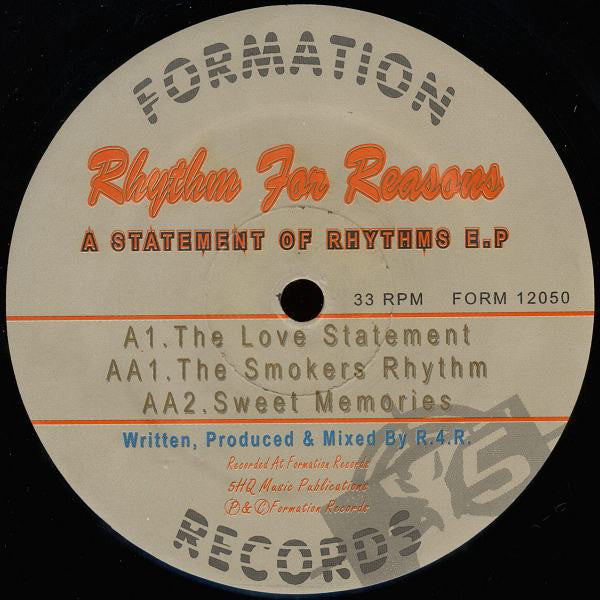 FORMATION
Rhythm For Reasons
A STATEMENT OF RHYTHMS E.P
33 RPM FORM 12050
A1.The Love Statement
AA1.The Smokers Rhythm
AA2.Sweet Memories
Written, Produced & Mixed By R.4.R.
Recorded At Formation Records
5HQ Music Publications
Ⓟ & ©Formation Records
5
RECORDS